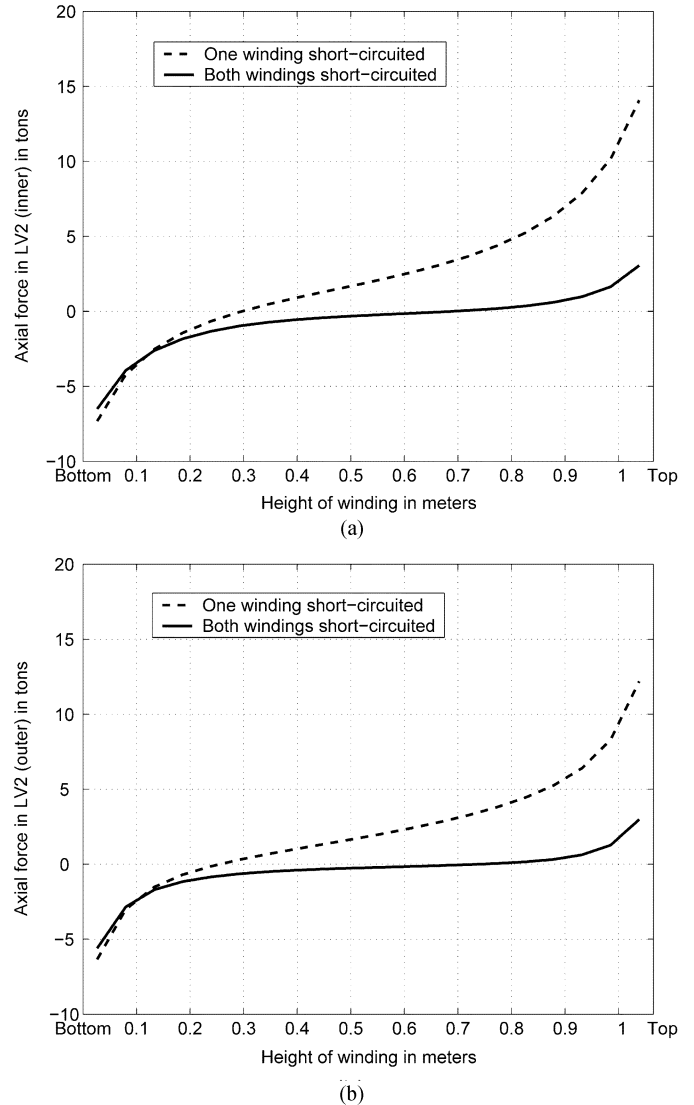 20
15
10
5
0
−5
−10
Axial force in LV2 (inner) in tons
One winding short−circuited
Both windings short−circuited
Bottom 0.1 0.2 0.3 0.4 0.5 0.6 0.7 0.8 0.9 1 Top
Height of winding in meters
(a)
20
15
10
5
0
−5
−10
Axial force in LV2 (outer) in tons
One winding short−circuited
Both windings short−circuited
Bottom 0.1 0.2 0.3 0.4 0.5 0.6 0.7 0.8 0.9 1 Top
Height of winding in meters
(b)